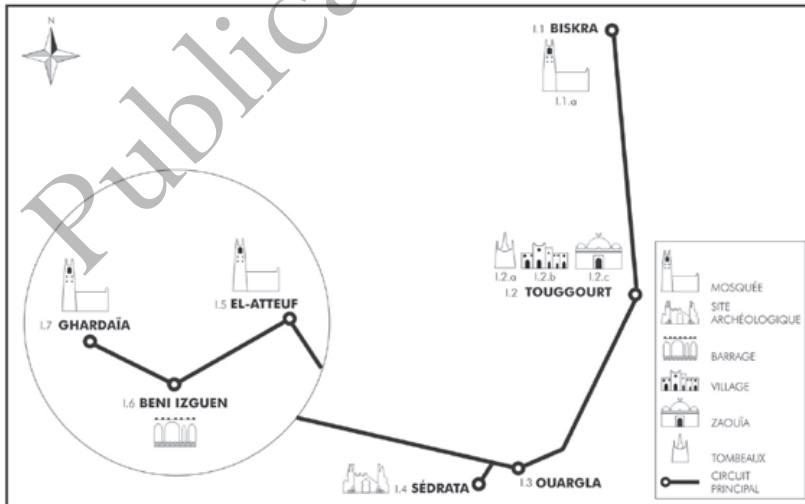 Publica
N
I.1 BISKRA
I.1.a
I.2.a I.2.b I.2.c
I.2 TOUGGOURT
I.5 EL-ATTEUF
I.7 GHARDAÏA
I.6 BENI IZGUEN
I.4 SÉDRATA
I.3 OUARGLA
MOSQUÉE
SITE
ARCHÉOLOGIQUE
BARRAGE
VILLAGE
ZAOUÏA
TOMBEAUX
CIRCUIT
PRINCIPAL